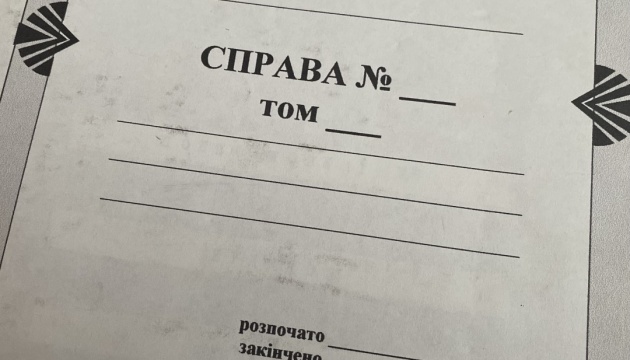 СПРАВА № ___
том ___
розпочато
закінчено